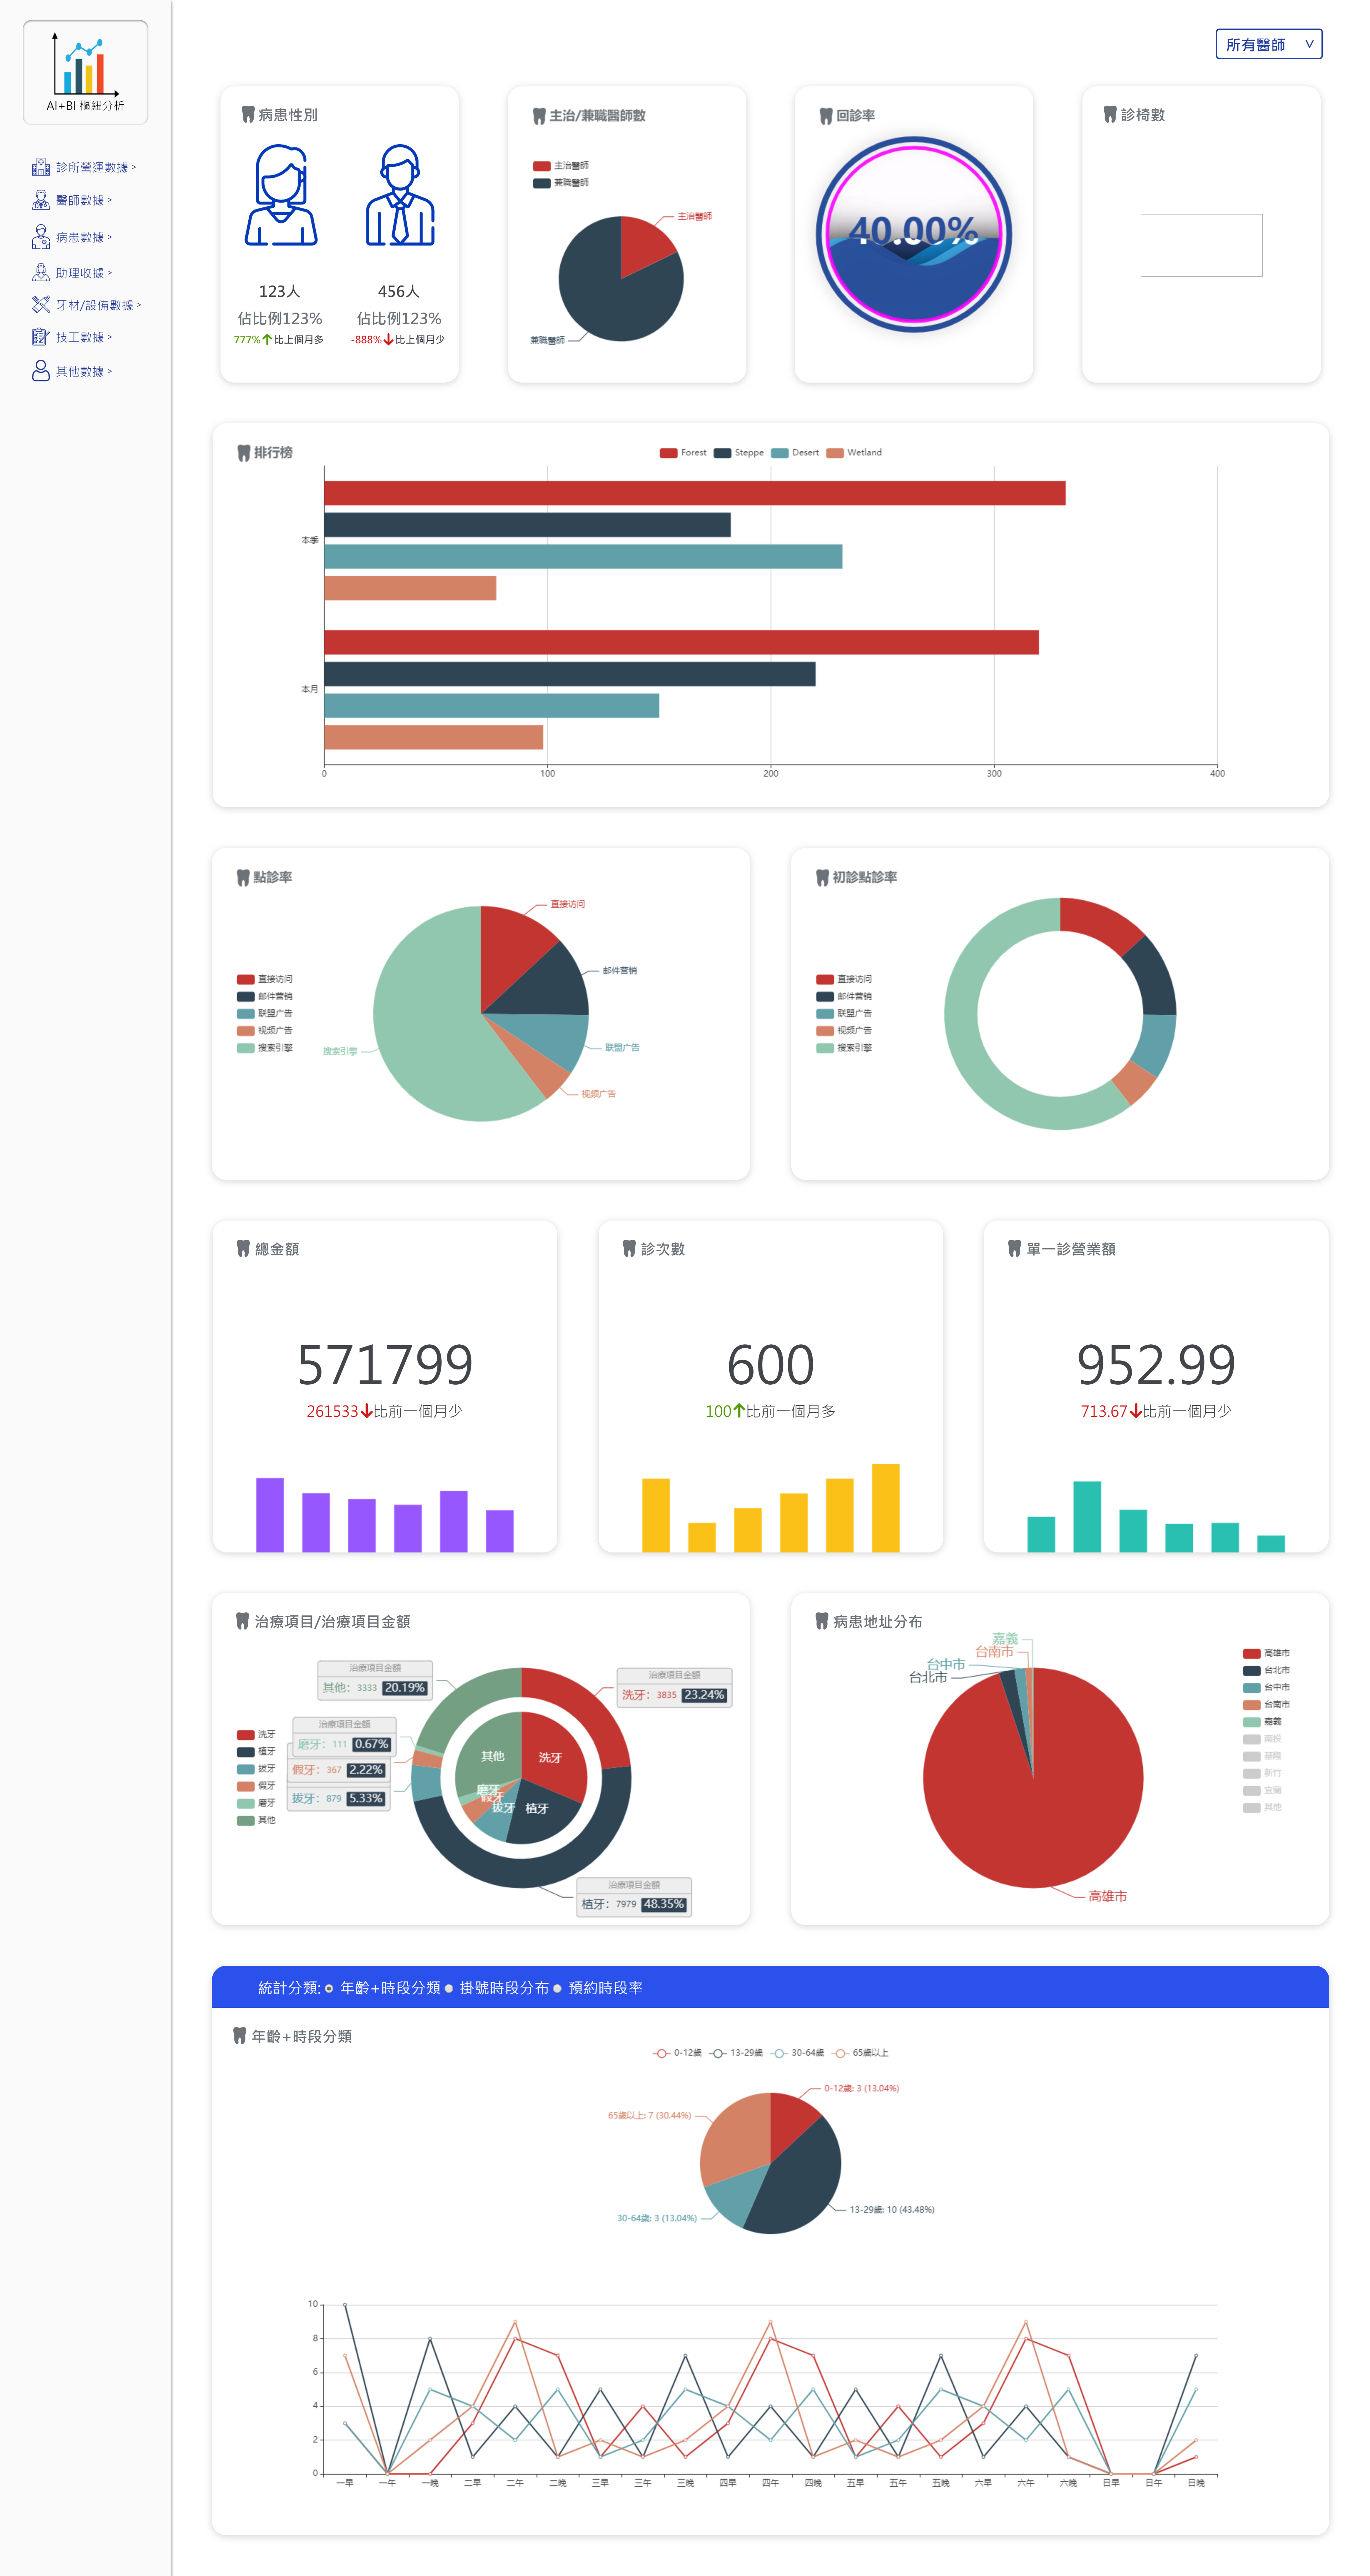 AI+BI 樞紐分析
診所營運數據 >
醫師數據 >
病患數據 >
助理收據 >
牙材/設備數據 >
技工數據 >
其他數據 >
所有醫師 ∨
病患性別
123人
佔比例123%
777% 比上個月多
456人
佔比例123%
-888% 比上個月少
主治/兼職醫師數
主治醫師
兼職醫師
主治醫師
兼職醫師
回診率
40.00%
診椅數
排行榜
Forest Steppe Desert Wetland
本季
本月
0 100 200 300 400
點診率
直接访问
邮件营销
联盟广告
视频广告
搜索引擎
直接访问
邮件营销
联盟广告
视频广告
搜索引擎
初診點診率
直接访问
邮件营销
联盟广告
视频广告
搜索引擎
總金額
571799
261533 比前一個月少
診次數
600
100 比前一個月多
單一診營業額
952.99
713.67 比前一個月少
治療項目/治療項目金額
洗牙
植牙
拔牙
假牙
磨牙
其他
治療項目金額
其他: 3333 20.19%
治療項目金額
磨牙: 111 0.67%
假牙: 367 2.22%
拔牙: 879 5.33%
治療項目金額
洗牙: 3835 23.24%
治療項目金額
植牙: 7979 48.35%
其他
洗牙
磨牙
假牙
拔牙
植牙
病患地址分布
嘉義
台南市
台中市
台北市
高雄市
高雄市
台北市
台中市
台南市
嘉義
南投
基隆
新竹
宜蘭
其他
統計分類: 年齡+時段分類 掛號時段分布 預約時段率
年齡+時段分類
0-12歲 13-29歲 30-64歲 65歲以上
0-12歲: 3 (13.04%)
65歲以上: 7 (30.44%)
13-29歲: 10 (43.48%)
30-64歲: 3 (13.04%)
10
8
6
4
2
0
一早 一午 一晚 二早 二午 二晚 三早 三午 三晚 四早 四午 四晚 五早 五午 五晚 六早 六午 六晚 日早 日午 日晚